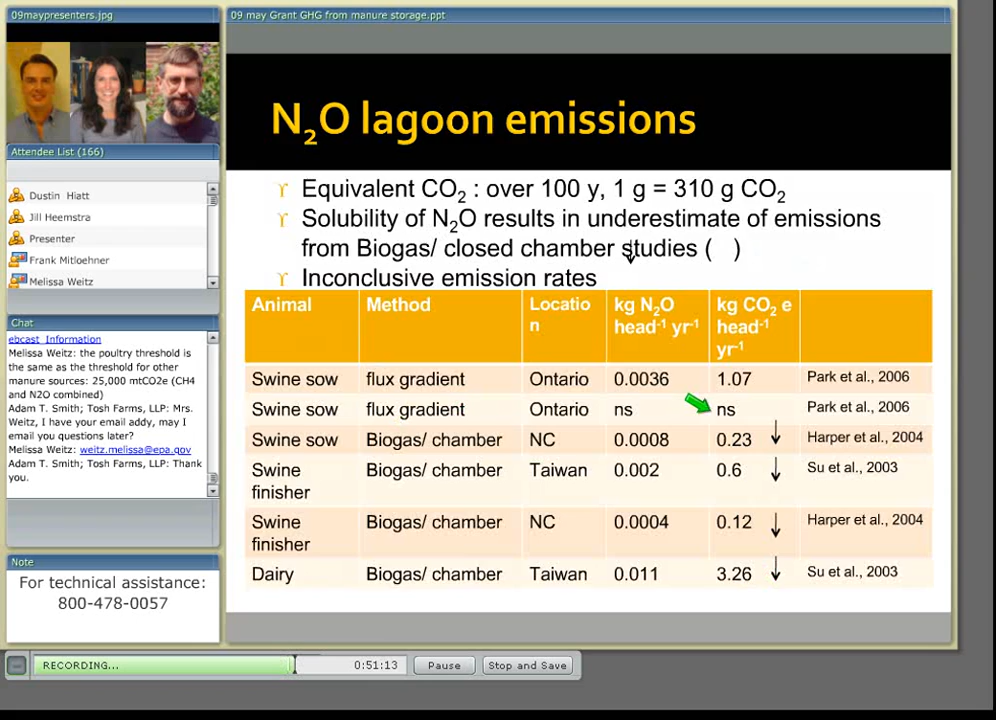 09maypresenters.jpg
09 may Grant GHG from manure storage.ppt
Attendee List (166)
Dustin Hiatt
Jill Heemstra
Presenter
Frank Mitloehner
Melissa Weitz
Chat
ebcast_Information
Melissa Weitz: the poultry threshold is
the same as the threshold for other
manure sources: 25,000 mtCO2e (CH4
and N2O combined)
Adam T. Smith; Tosh Farms, LLP: Mrs.
Weitz, I have your email addy, may I
email you questions later?
Melissa Weitz: weitz.melissa@epa.gov
Adam T. Smith; Tosh Farms, LLP: Thank
you.
Note
For technical assistance:
800-478-0057
N₂O lagoon emissions
Equivalent CO₂ : over 100 y, 1 g = 310 g CO₂
Solubility of N₂O results in underestimate of emissions
from Biogas/ closed chamber studies ( ↓ )
Inconclusive emission rates
Animal Method Locatio kg N₂O kg CO₂ e
n head⁻¹ yr⁻¹ head⁻¹
yr⁻¹
Swine sow flux gradient Ontario 0.0036 1.07 Park et al., 2006
Swine sow flux gradient Ontario ns ns Park et al., 2006
Swine sow Biogas/ chamber NC 0.0008 0.23 ↓ Harper et al., 2004
Swine Biogas/ chamber Taiwan 0.002 0.6 ↓ Su et al., 2003
finisher
Swine Biogas/ chamber NC 0.0004 0.12 ↓ Harper et al., 2004
finisher
Dairy Biogas/ chamber Taiwan 0.011 3.26 ↓ Su et al., 2003
RECORDING... 0:51:13 Pause Stop and Save